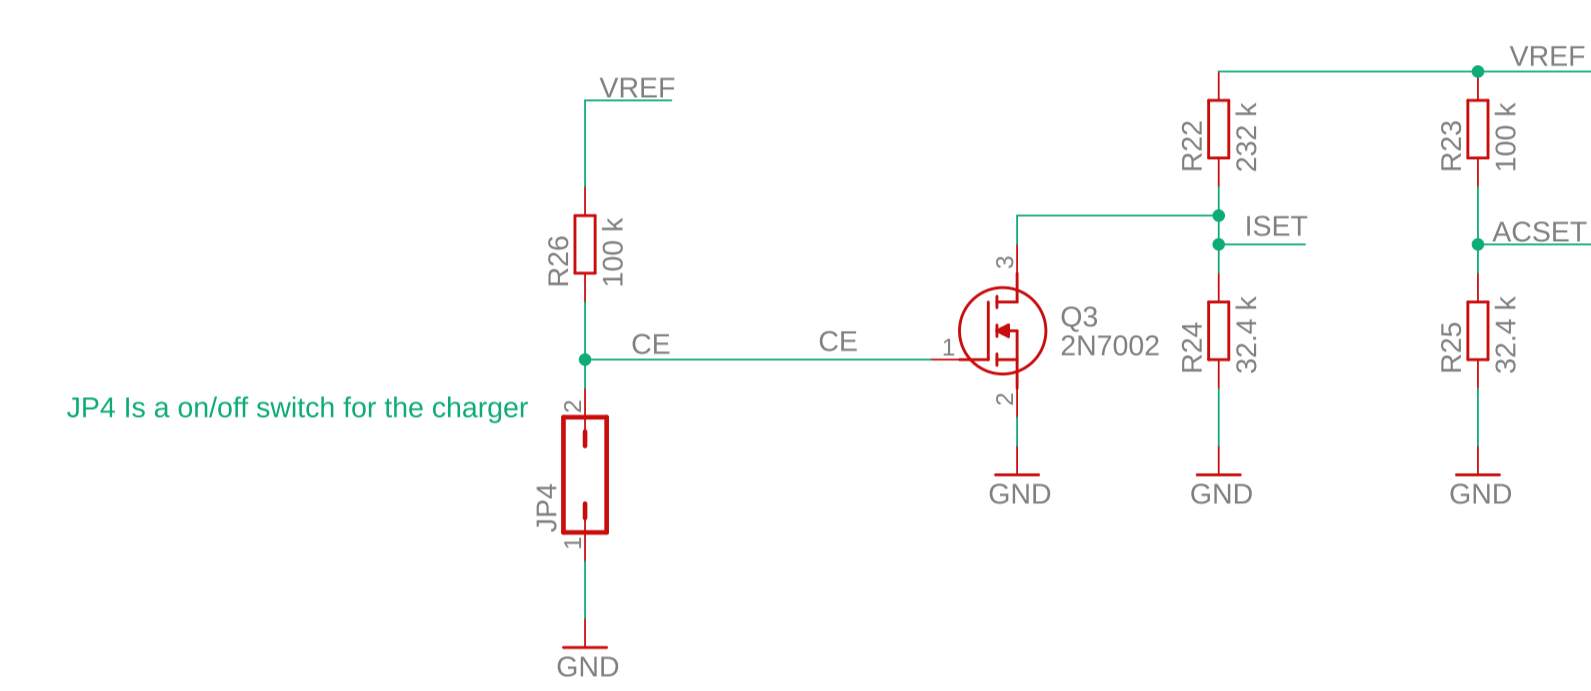 VREF
VREF
R22
232 k
R23
100 k
R26
100 k
ISET
ACSET
3
CE
CE
1
Q3
2N7002
R24
32.4 k
R25
32.4 k
2
JP4 Is a on/off switch for the charger
2
JP4
1
GND
GND
GND
GND